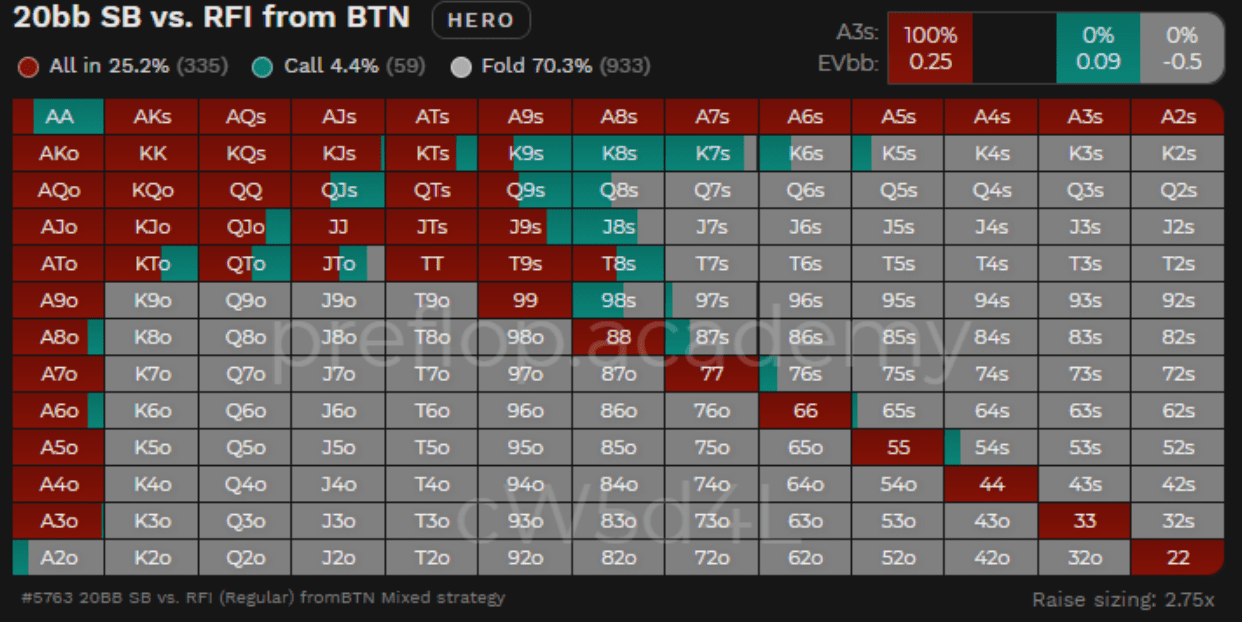 20bb SB vs. RFI from BTN HERO
All in 25.2% (335) Call 4.4% (59) Fold 70.3% (933)
A3s: 100% 0% 0%
EVbb: 0.25 0.09 -0.5
AA AKs AQs AJs ATs A9s A8s A7s A6s A5s A4s A3s A2s
AKo KK KQs KJs KTs K9s K8s K7s K6s K5s K4s K3s K2s
AQo KQo QQ QJs QTs Q9s Q8s Q7s Q6s Q5s Q4s Q3s Q2s
AJo KJo QJo JJ JTs J9s J8s J7s J6s J5s J4s J3s J2s
ATo KTo QTo JTo TT T9s T8s T7s T6s T5s T4s T3s T2s
A9o K9o Q9o J9o T9o 99 98s 97s 96s 95s 94s 93s 92s
A8o K8o Q8o J8o T8o 98o 88 87s 86s 85s 84s 83s 82s
preflop.academy
A7o K7o Q7o J7o T7o 97o 87o 77 76s 75s 74s 73s 72s
A6o K6o Q6o J6o T6o 96o 86o 76o 66 65s 64s 63s 62s
A5o K5o Q5o J5o T5o 95o 85o 75o 65o 55 54s 53s 52s
A4o K4o Q4o J4o T4o 94o 84o 74o 64o 54o 44 43s 42s
A3o K3o Q3o J3o T3o 93o 83o 73o 63o 53o 43o 33 32s
cW5d4L
A2o K2o Q2o J2o T2o 92o 82o 72o 62o 52o 42o 32o 22
#5763 20BB SB vs. RFI (Regular) fromBTN Mixed strategy
Raise sizing: 2.75x